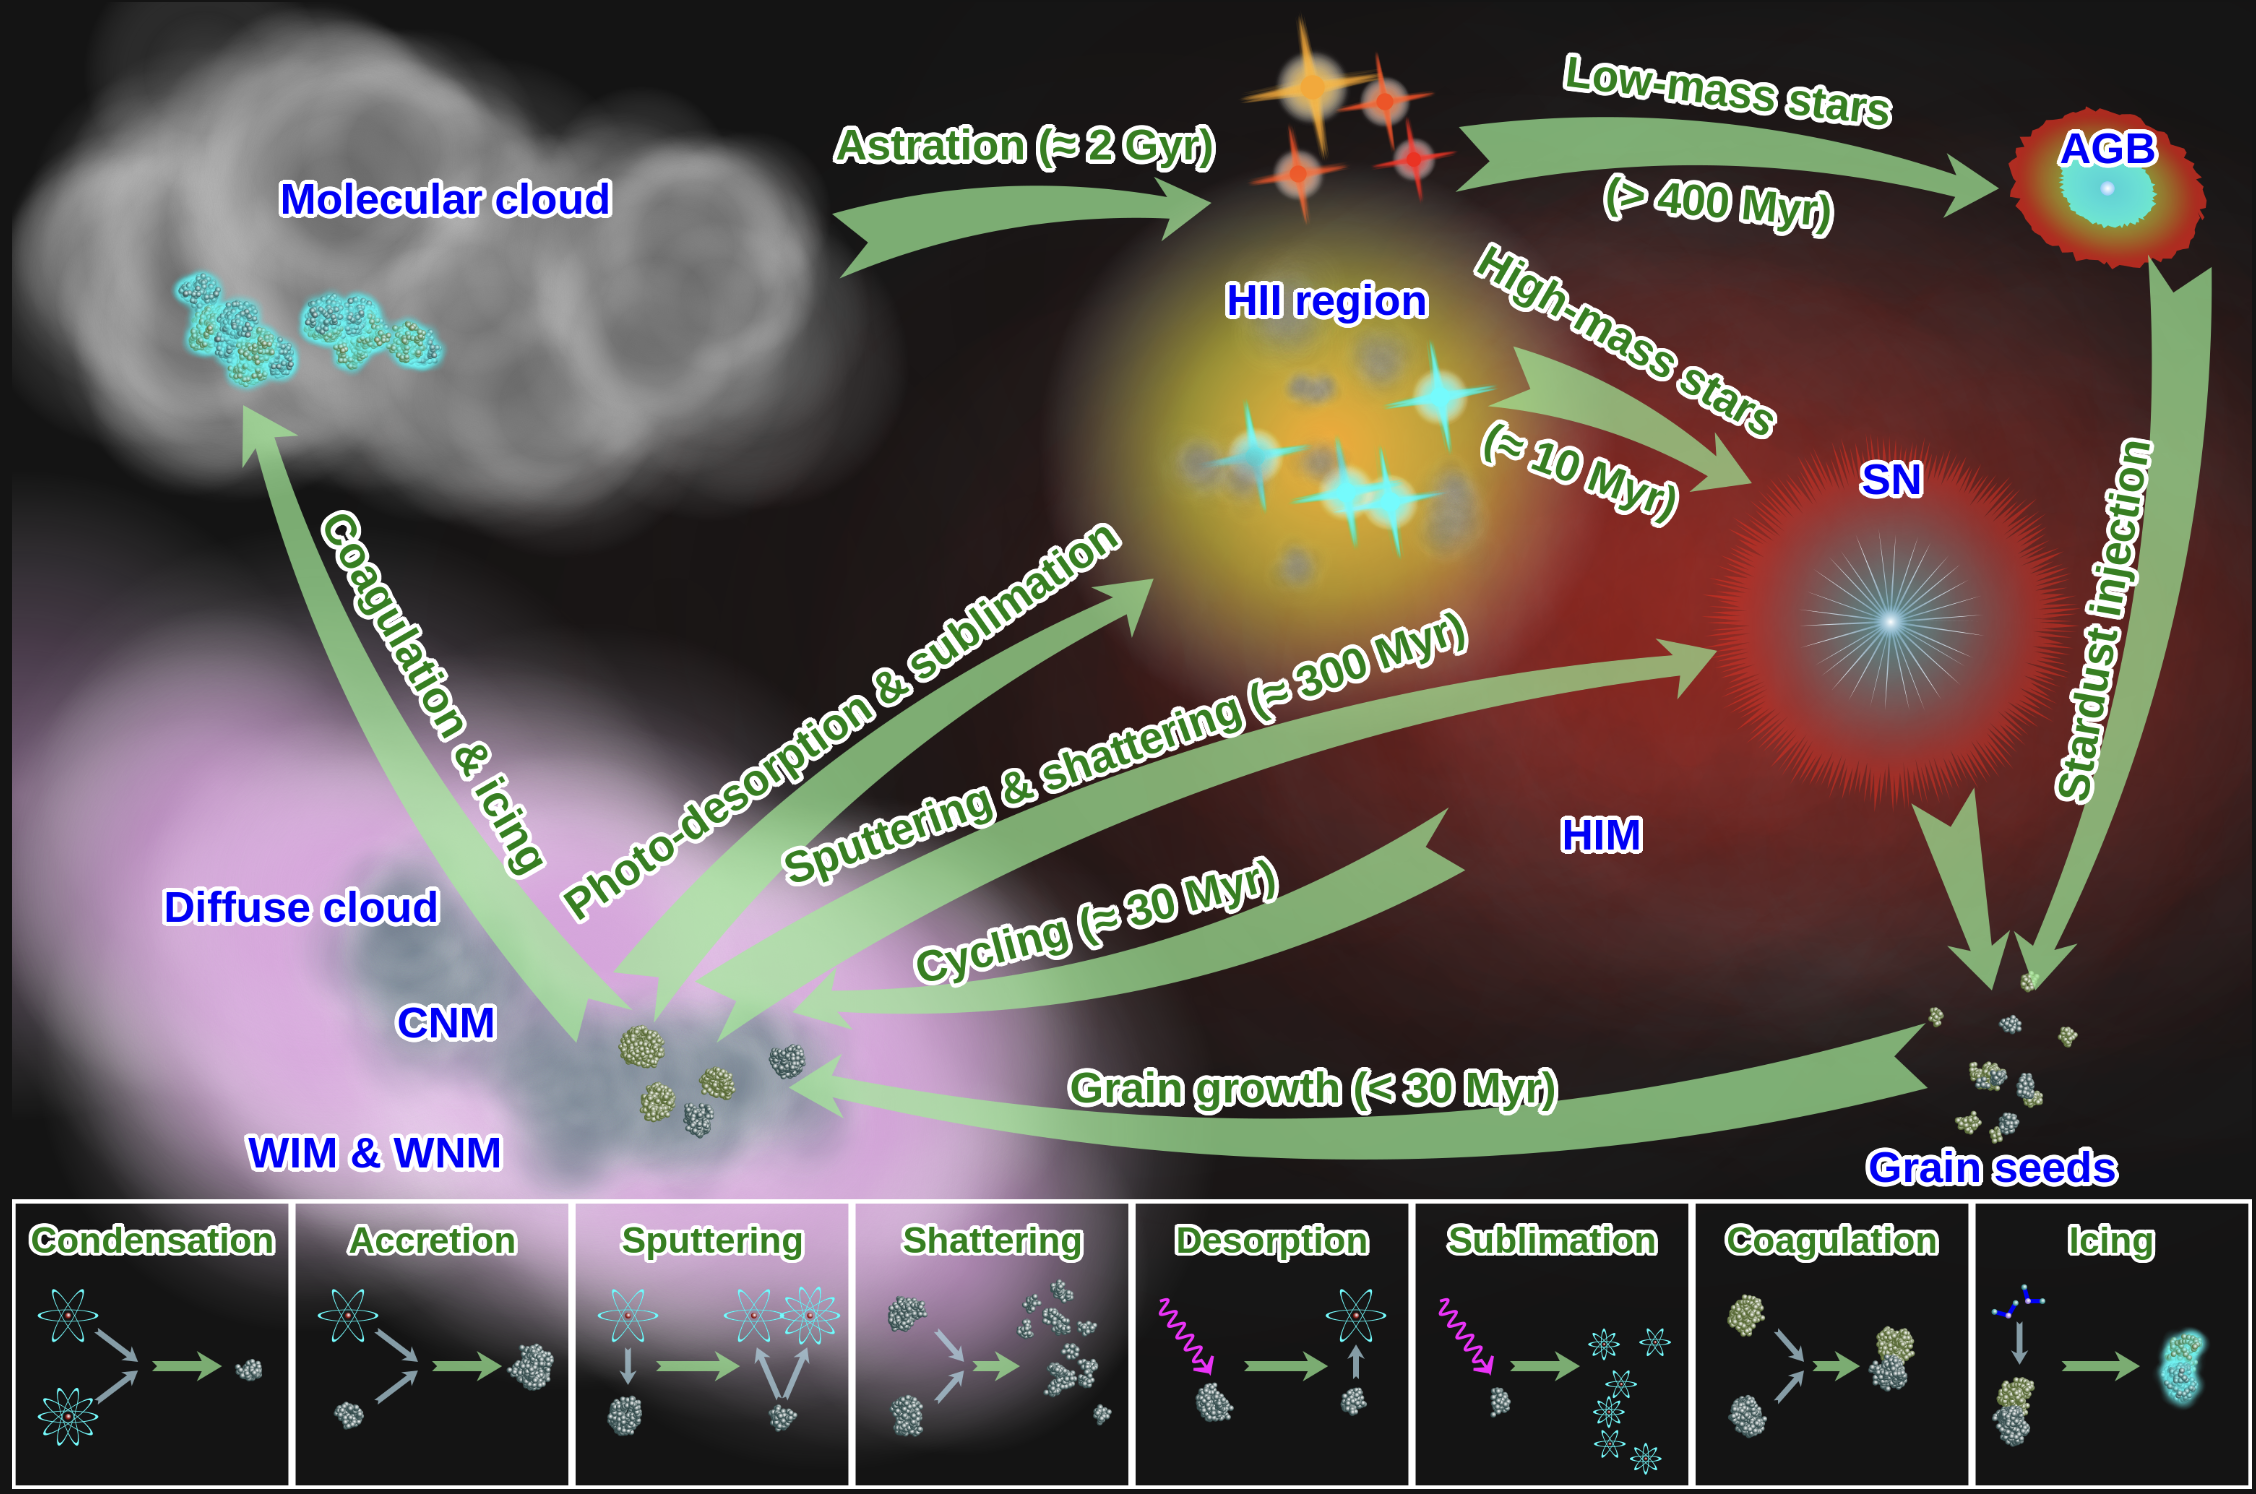 Low-mass stars
Astration (≈ 2 Gyr)
AGB
Molecular cloud
(> 400 Myr)
HII region
High-mass stars
(≈ 10 Myr)
SN
Coagulation & icing
Photo-desorption & sublimation
Stardust injection
Sputtering & shattering (≈ 300 Myr)
HIM
Diffuse cloud
Cycling (≈ 30 Myr)
CNM
Grain growth (< 30 Myr)
WIM & WNM
Grain seeds
Condensation
Accretion
Sputtering
Shattering
Desorption
Sublimation
Coagulation
Icing